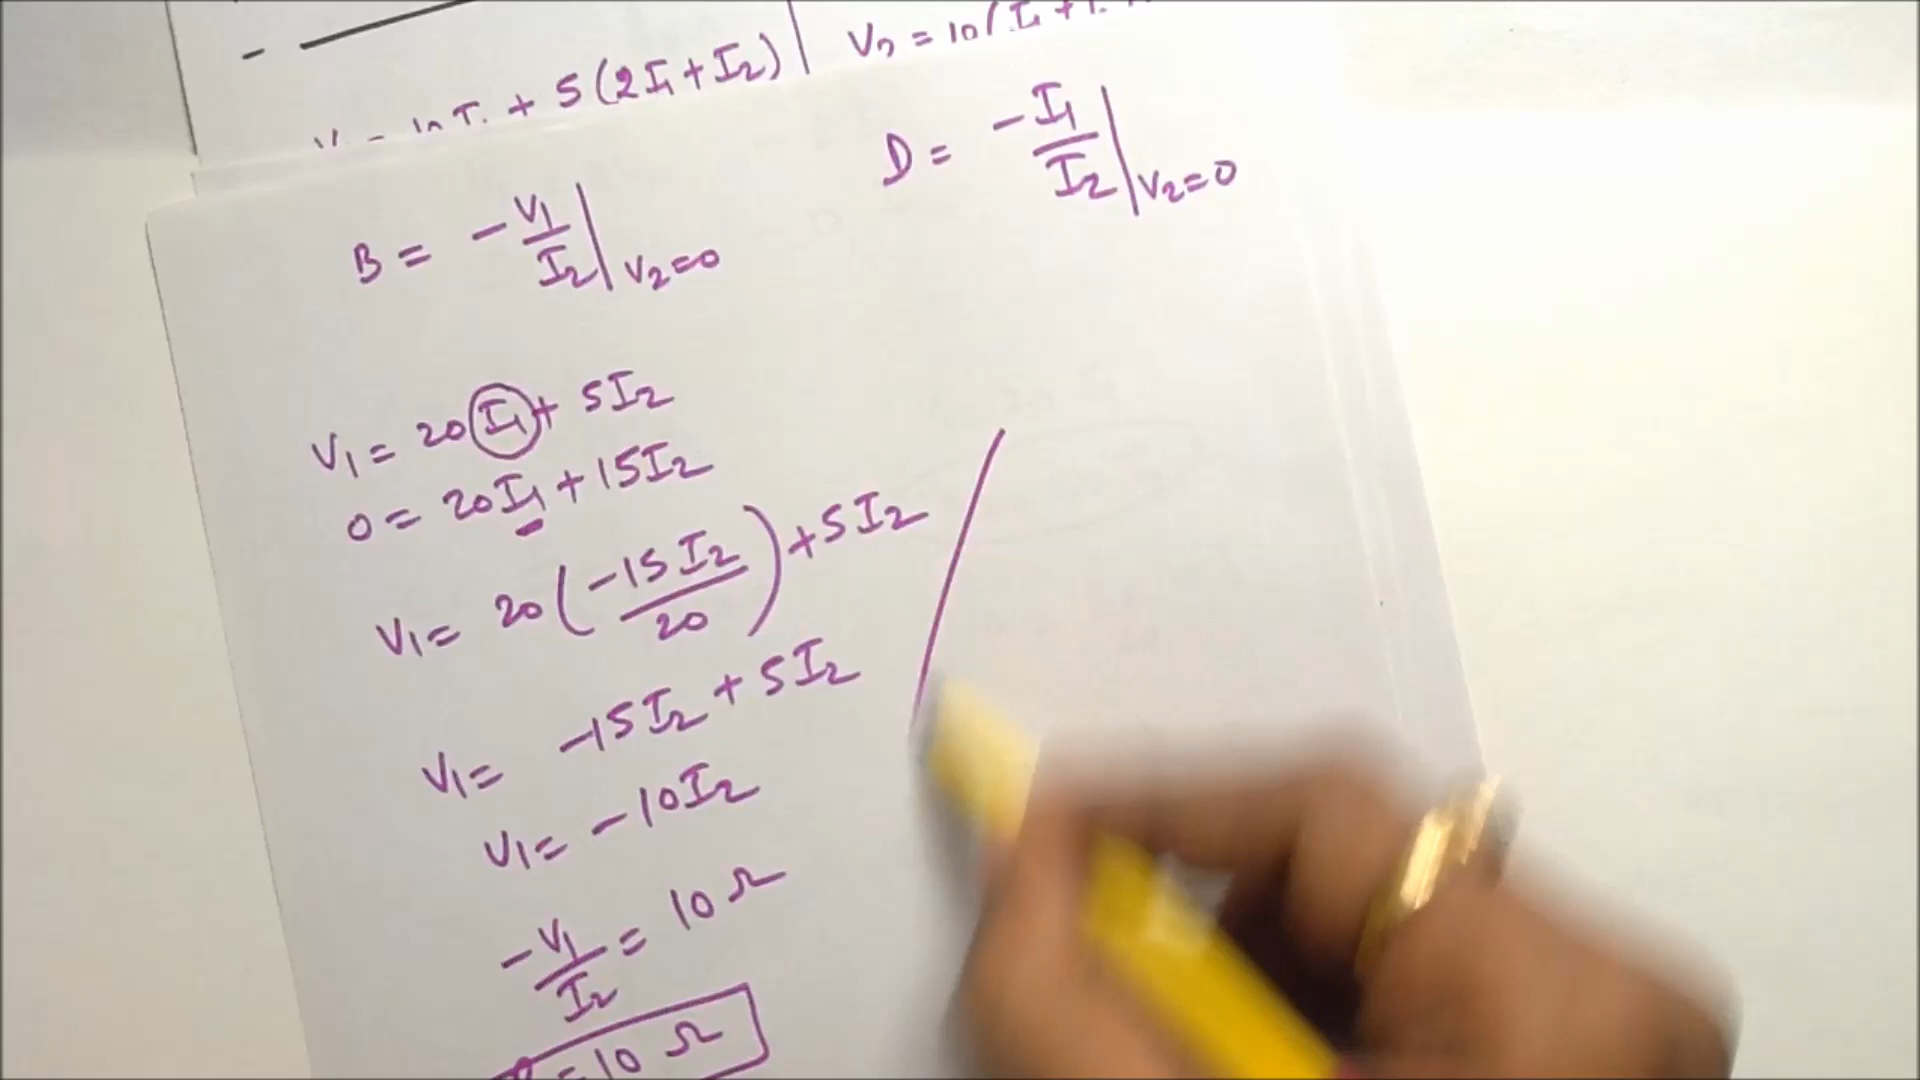 + 5(2I1+I2) | V2 = 10(I1+
B = -V1/I2 | V2=0
D = -I1/I2 | V2=0
V1 = 20I1 + 5I2
0 = 20I1 + 15I2
V1 = 20(-15I2/20) + 5I2
V1 = -15I2 + 5I2
V1 = -10I2
-V1/I2 = 10 Ω
= 10 Ω